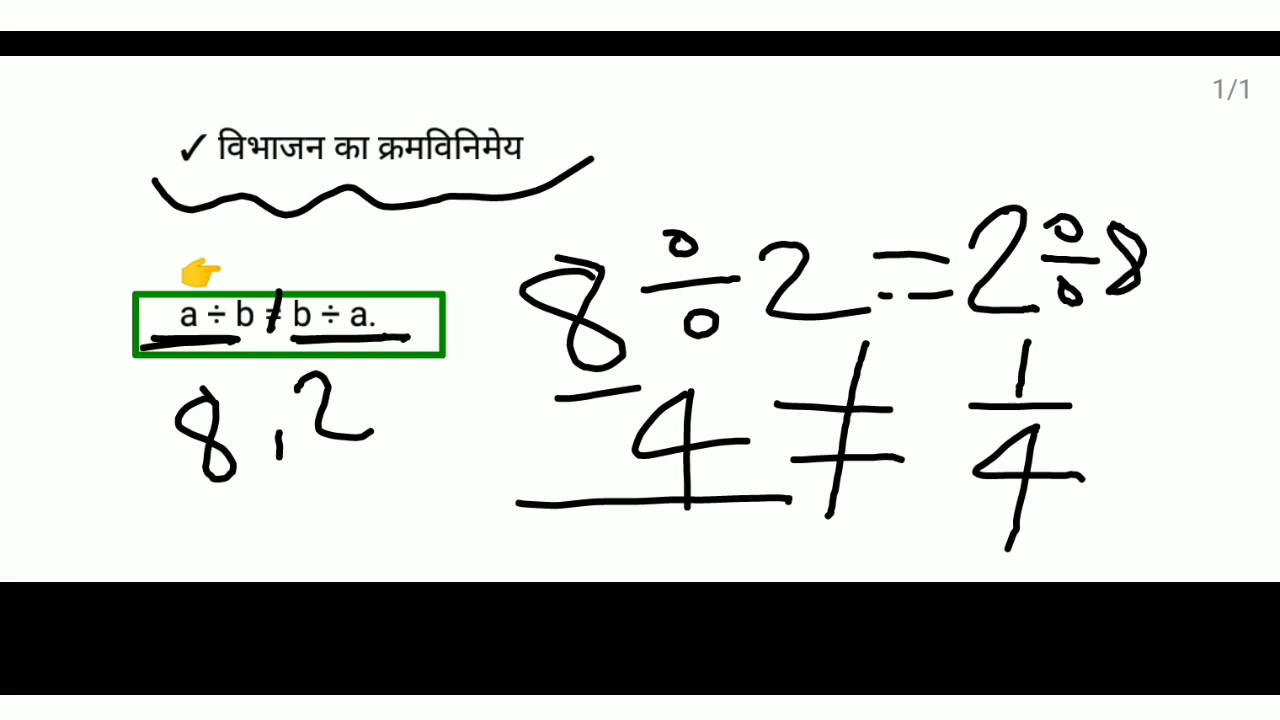 1/1
✓ विभाजन का क्रमविनिमेय
👉
a ÷ b ≠ b ÷ a.
8, 2
8 ÷ 2 = 2 ÷ 8
4 ≠ 1/4